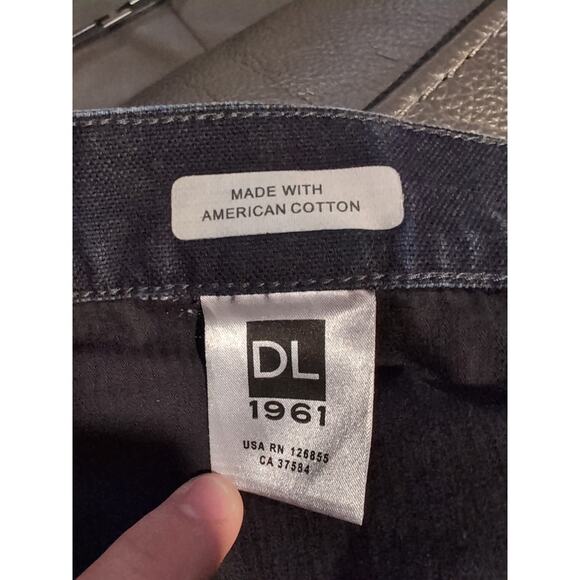 MADE WITH
AMERICAN COTTON
DL
1961
USA RN 126855
CA 37584